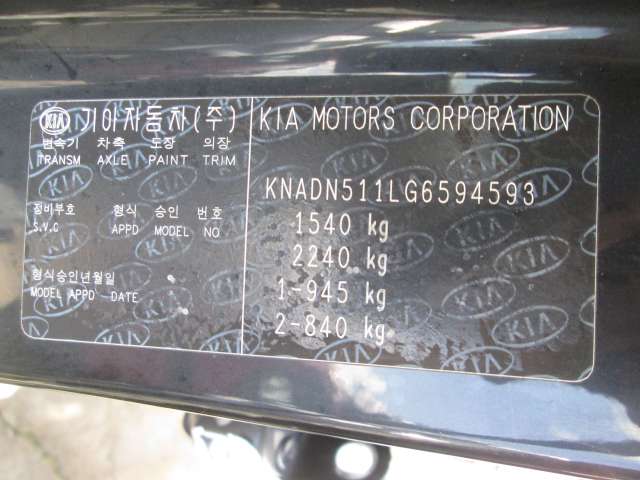 KIA 기아자동차(주) KIA MOTORS CORPORATION
변속기 차축 도장 의장
TRANSM AXLE PAINT TRIM
KNADN511LG6594593
정비부호 형식 승인 번호
S.V.C APPD MODEL NO
1540 kg
2240 kg
형식승인년월일
MODEL APPD DATE
1-945 kg
2-840 kg